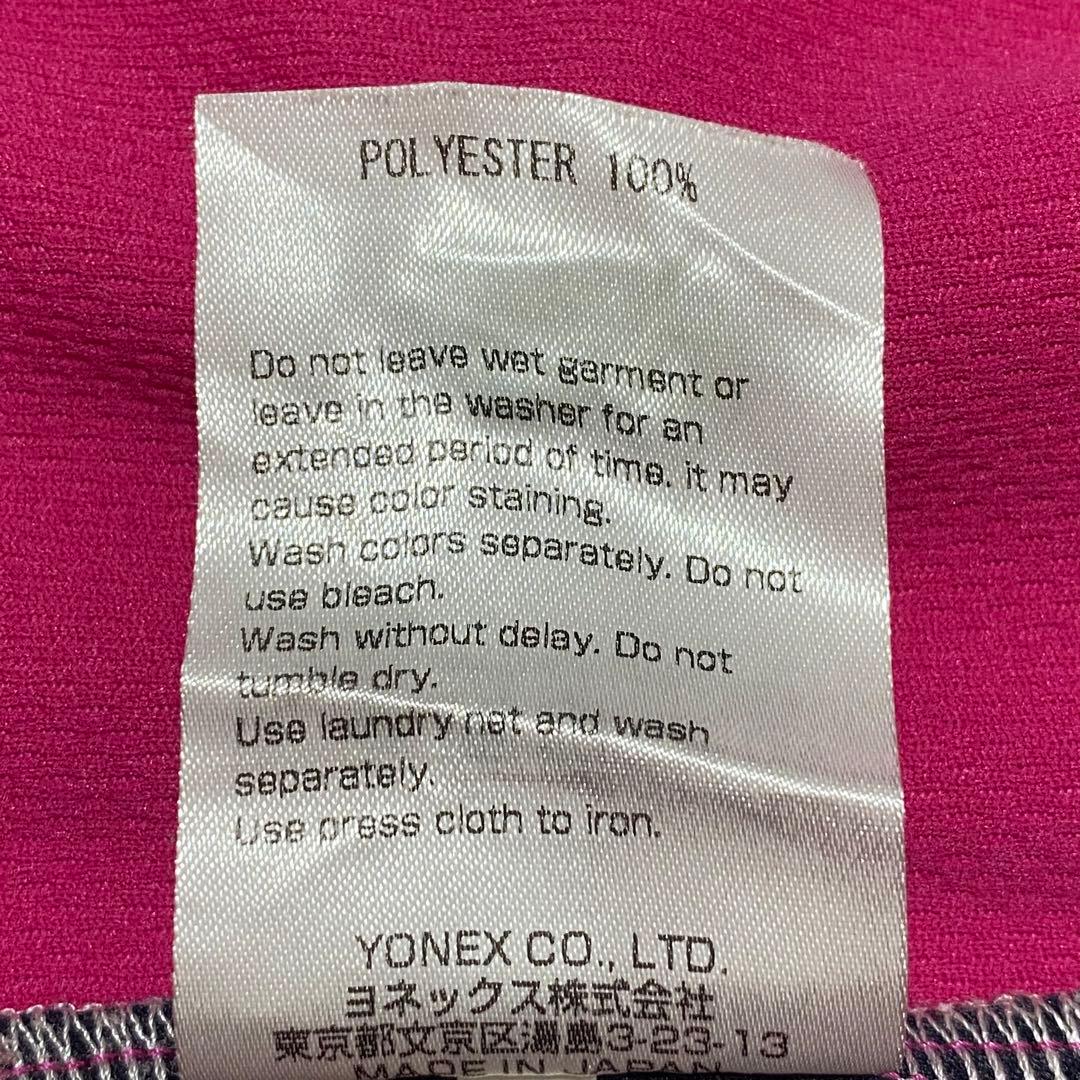 POLYESTER 100%
Do not leave wet garment or
leave in the washer for an
extended period of time. it may
cause color staining.
Wash colors separately. Do not
use bleach.
Wash without delay. Do not
tumble dry.
Use laundry net and wash
separately.
Use press cloth to iron.
YONEX CO., LTD.
ヨネックス株式会社
東京都文京区湯島3-23-13
MADE IN JAPAN